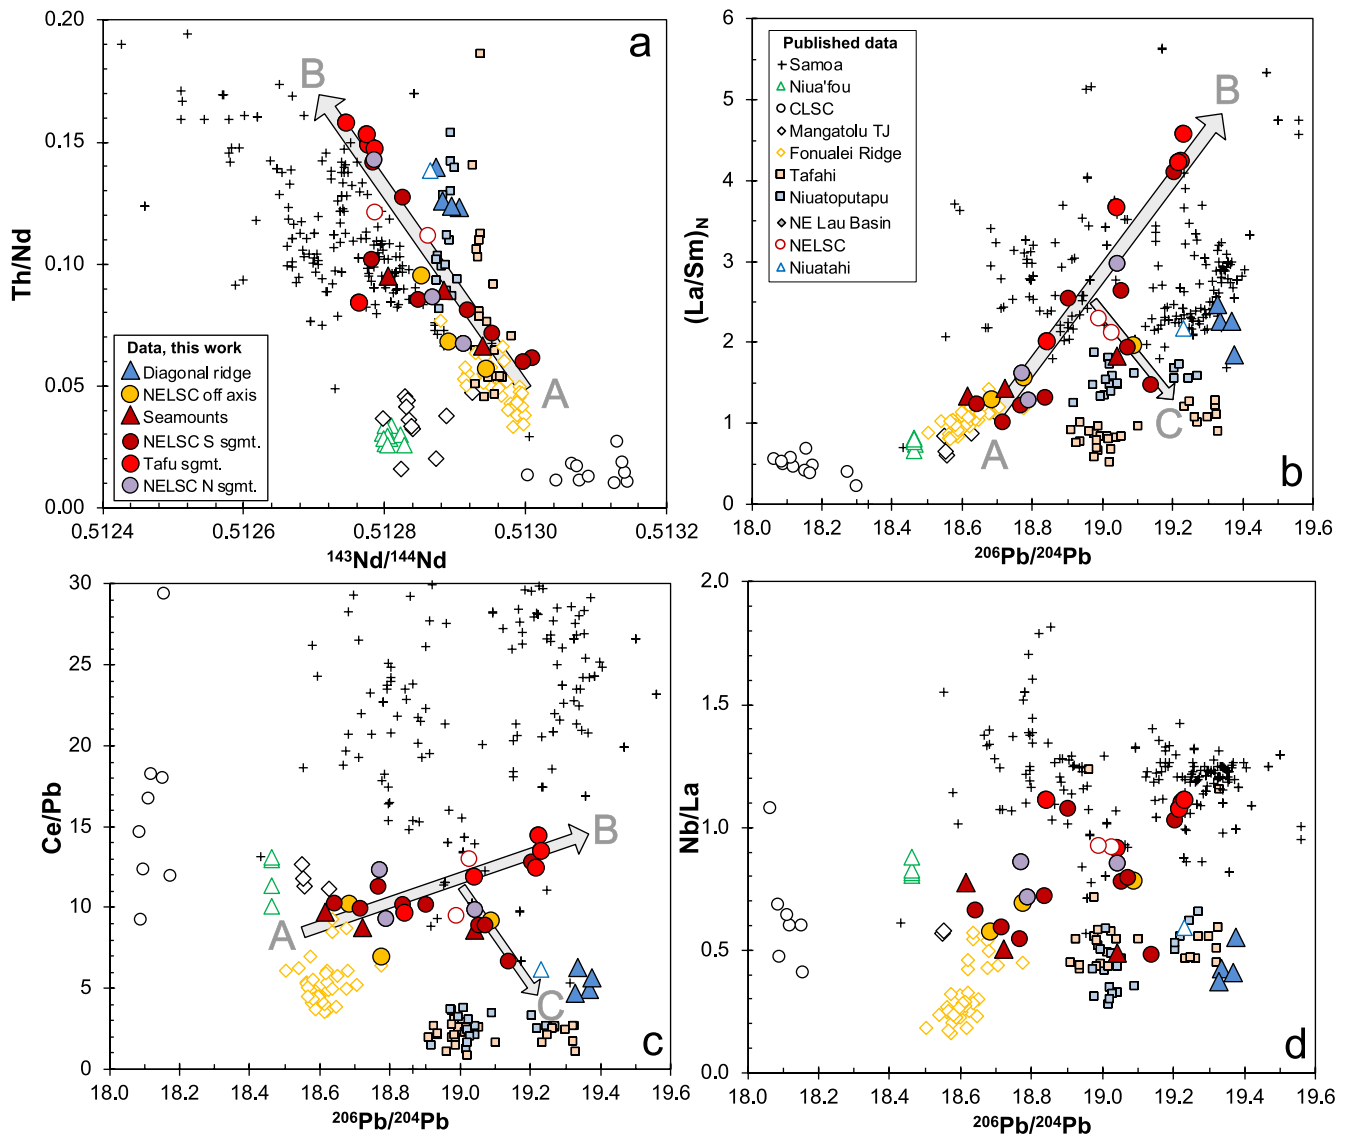 0.20
0.15
0.10
0.05
0.00
Th/Nd
a
B
A
Data, this work
Diagonal ridge
NELSC off axis
Seamounts
NELSC S sgmt.
Tafu sgmt.
NELSC N sgmt.
0.5124
0.5126
0.5128
0.5130
0.5132
¹⁴³Nd/¹⁴⁴Nd
6
5
4
3
2
1
0
(La/Sm)N
Published data
Samoa
Niua'fou
CLSC
Mangatolu TJ
Fonualei Ridge
Tafahi
Niuatoputapu
NE Lau Basin
NELSC
Niuatahi
B
A
C
b
18.0
18.2
18.4
18.6
18.8
19.0
19.2
19.4
19.6
²⁰⁶Pb/²⁰⁴Pb
30
25
20
15
10
5
0
Ce/Pb
A
B
C
c
18.0
18.2
18.4
18.6
18.8
19.0
19.2
19.4
19.6
²⁰⁶Pb/²⁰⁴Pb
2.0
1.5
1.0
0.5
0.0
Nb/La
d
18.0
18.2
18.4
18.6
18.8
19.0
19.2
19.4
19.6
²⁰⁶Pb/²⁰⁴Pb